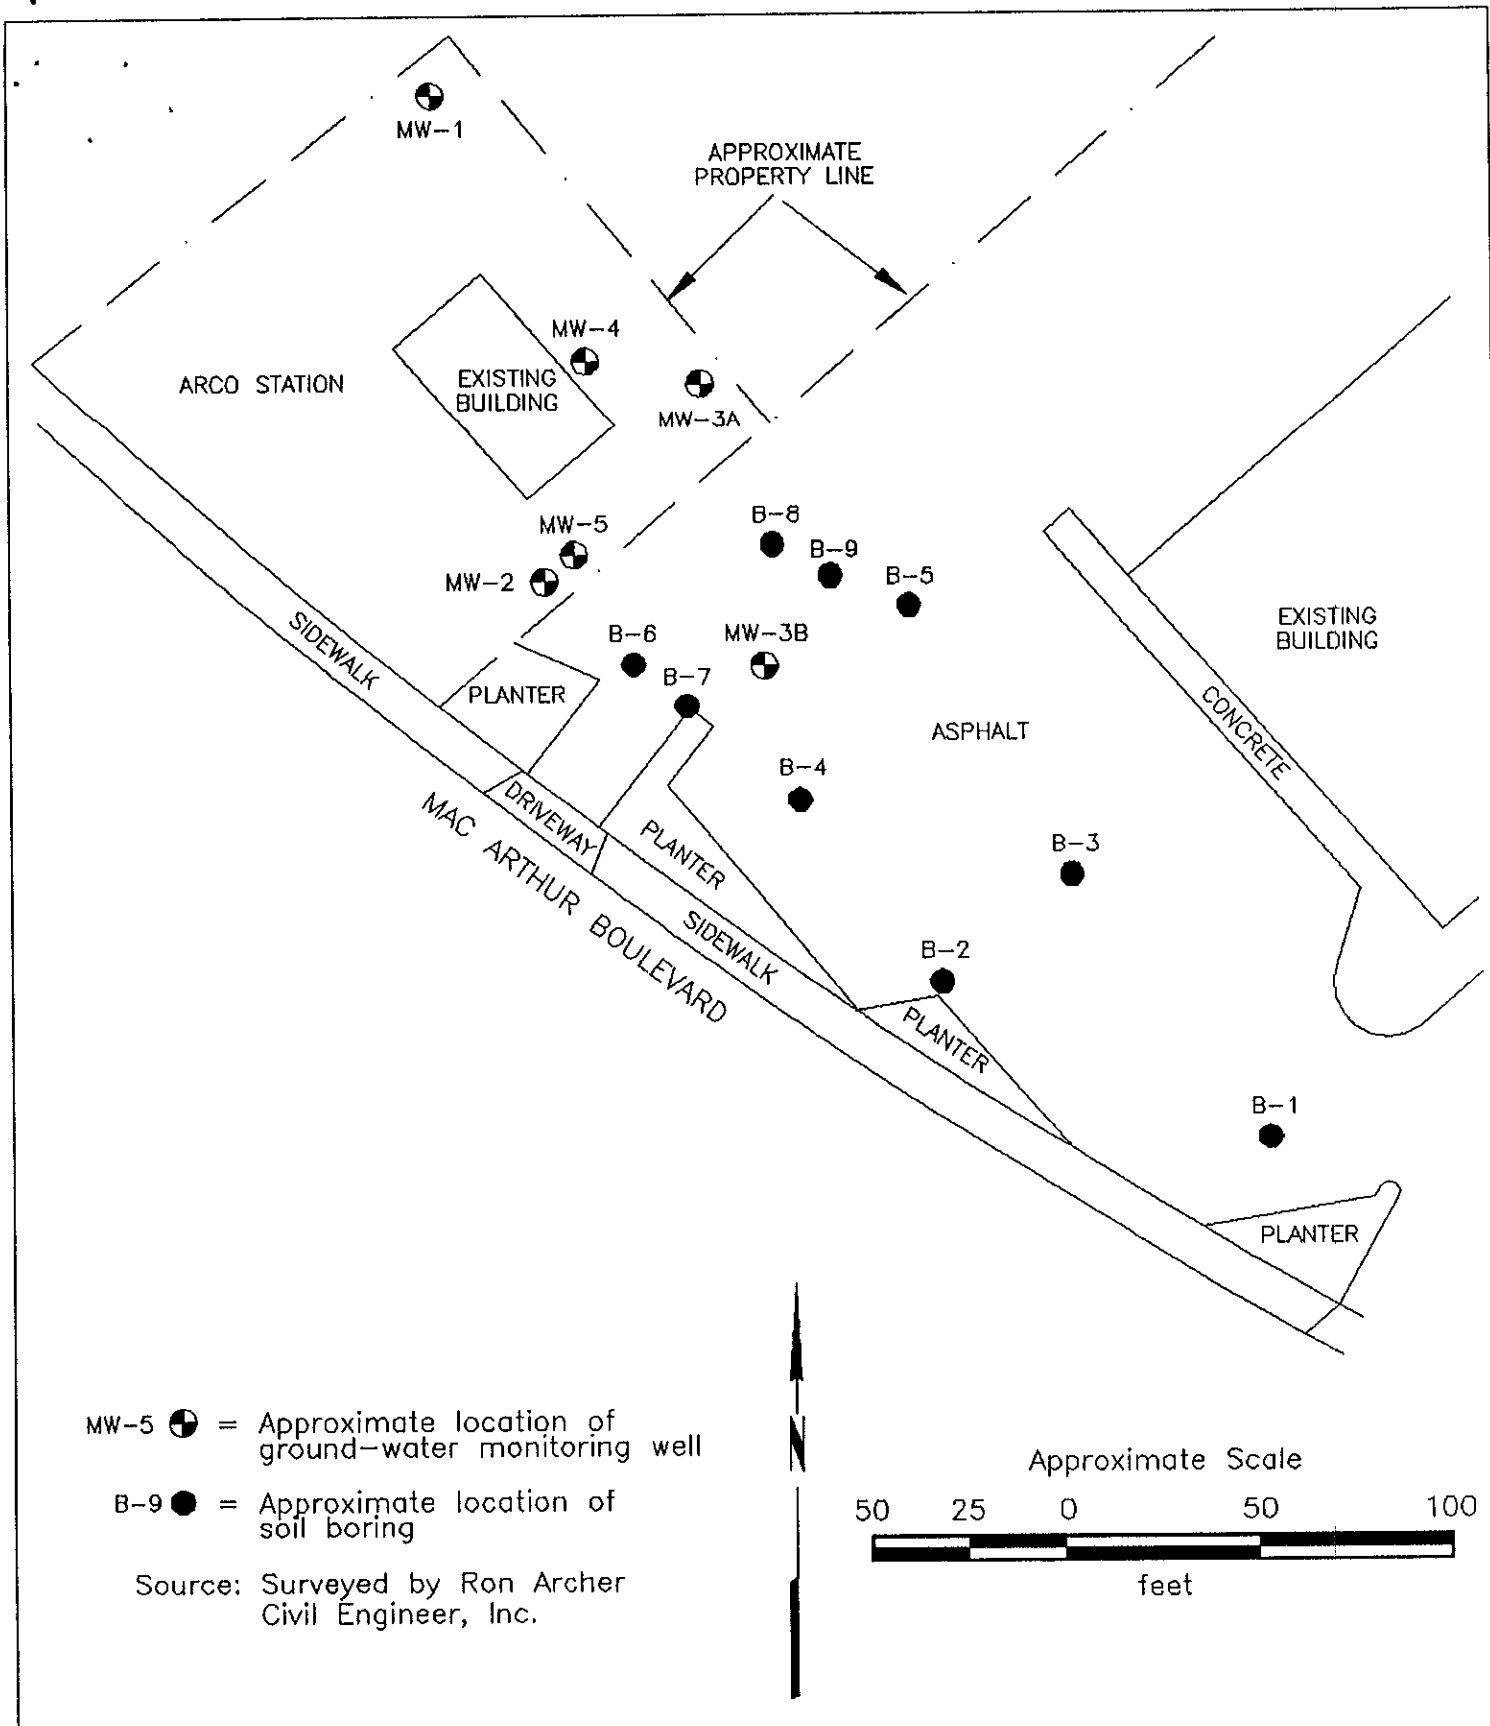 MW-1
APPROXIMATE
PROPERTY LINE
MW-4
ARCO STATION
EXISTING
BUILDING
MW-3A
MW-5
MW-2
B-8
B-9
B-5
B-6
MW-3B
B-7
EXISTING
BUILDING
SIDEWALK
PLANTER
CONCRETE
ASPHALT
B-4
DRIVEWAY
PLANTER
MAC ARTHUR BOULEVARD
B-3
SIDEWALK
B-2
PLANTER
B-1
PLANTER
MW-5 = Approximate location of
ground-water monitoring well
B-9 = Approximate location of
soil boring
Source: Surveyed by Ron Archer
Civil Engineer, Inc.
N
Approximate Scale
50 25 0 50 100
feet